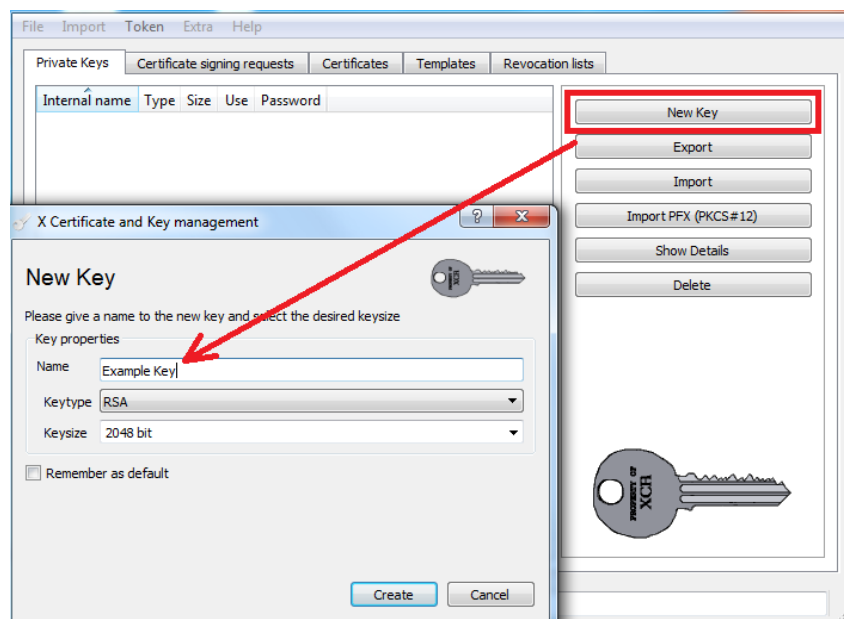 File Import Token Extra Help
Private Keys Certificate signing requests Certificates Templates Revocation lists
Internal name Type Size Use Password
New Key
Export
Import
Import PFX (PKCS#12)
Show Details
Delete
X Certificate and Key management ? X
New Key
Please give a name to the new key and select the desired keysize
Key properties
Name Example Key
Keytype RSA
Keysize 2048 bit
Remember as default
Create Cancel
PROPERTY OF
XCA